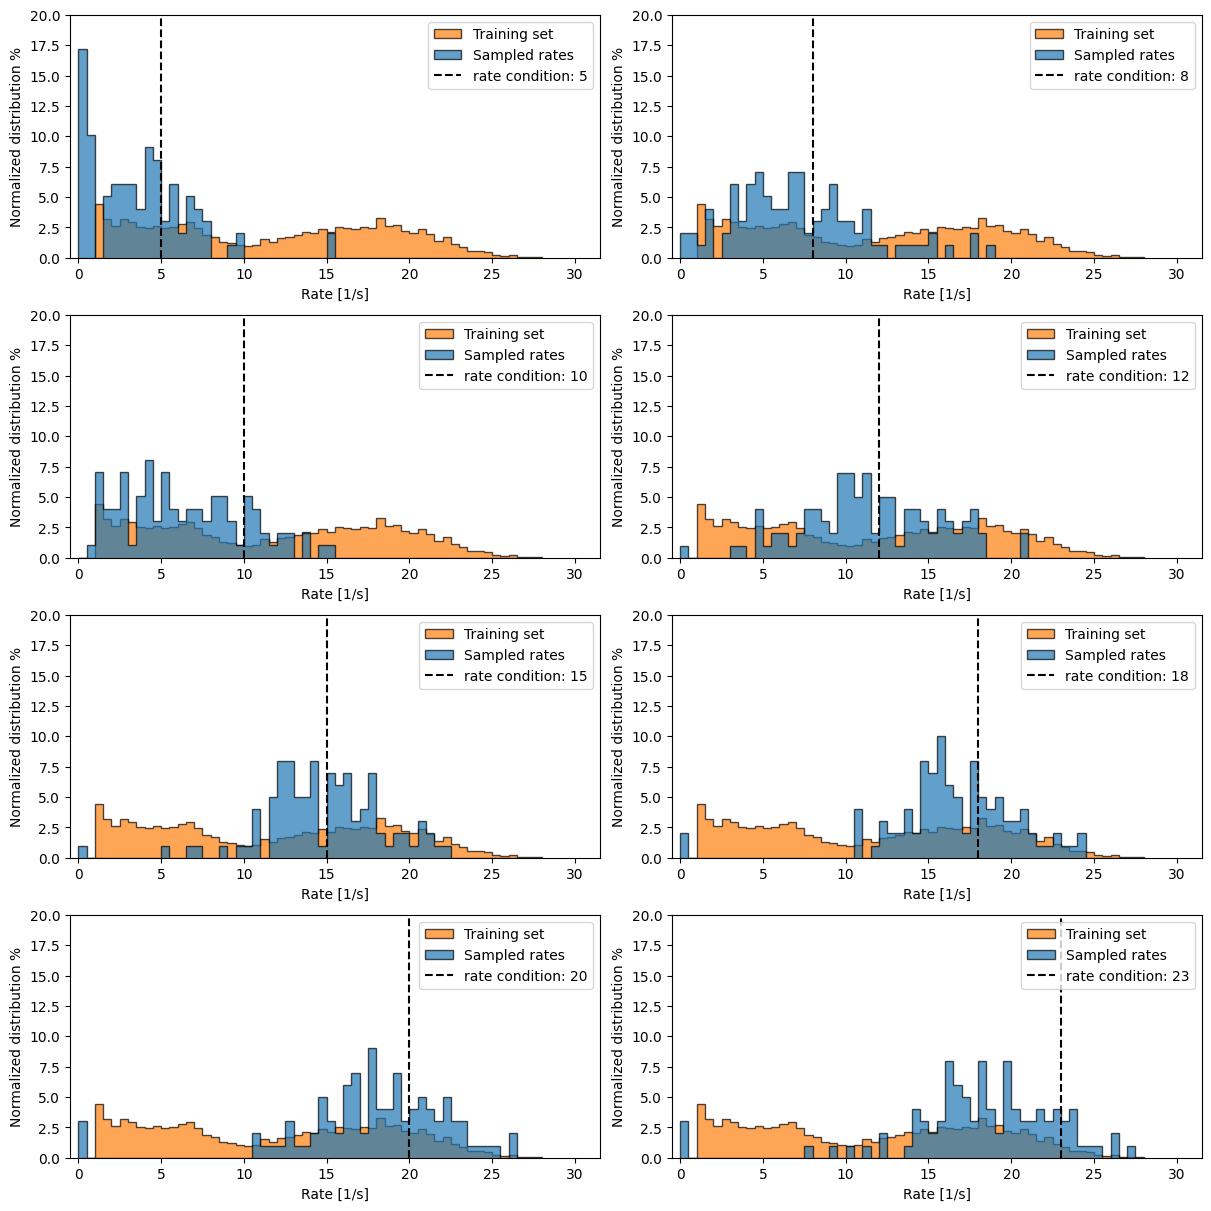 20.0
17.5
15.0
12.5
10.0
7.5
5.0
2.5
0.0
Normalized distribution %
Training set
Sampled rates
rate condition: 5
0 5 10 15 20 25 30
Rate [1/s]
20.0
17.5
15.0
12.5
10.0
7.5
5.0
2.5
0.0
Normalized distribution %
Training set
Sampled rates
rate condition: 8
0 5 10 15 20 25 30
Rate [1/s]
20.0
17.5
15.0
12.5
10.0
7.5
5.0
2.5
0.0
Normalized distribution %
Training set
Sampled rates
rate condition: 10
0 5 10 15 20 25 30
Rate [1/s]
20.0
17.5
15.0
12.5
10.0
7.5
5.0
2.5
0.0
Normalized distribution %
Training set
Sampled rates
rate condition: 12
0 5 10 15 20 25 30
Rate [1/s]
20.0
17.5
15.0
12.5
10.0
7.5
5.0
2.5
0.0
Normalized distribution %
Training set
Sampled rates
rate condition: 15
0 5 10 15 20 25 30
Rate [1/s]
20.0
17.5
15.0
12.5
10.0
7.5
5.0
2.5
0.0
Normalized distribution %
Training set
Sampled rates
rate condition: 18
0 5 10 15 20 25 30
Rate [1/s]
20.0
17.5
15.0
12.5
10.0
7.5
5.0
2.5
0.0
Normalized distribution %
Training set
Sampled rates
rate condition: 20
0 5 10 15 20 25 30
Rate [1/s]
20.0
17.5
15.0
12.5
10.0
7.5
5.0
2.5
0.0
Normalized distribution %
Training set
Sampled rates
rate condition: 23
0 5 10 15 20 25 30
Rate [1/s]